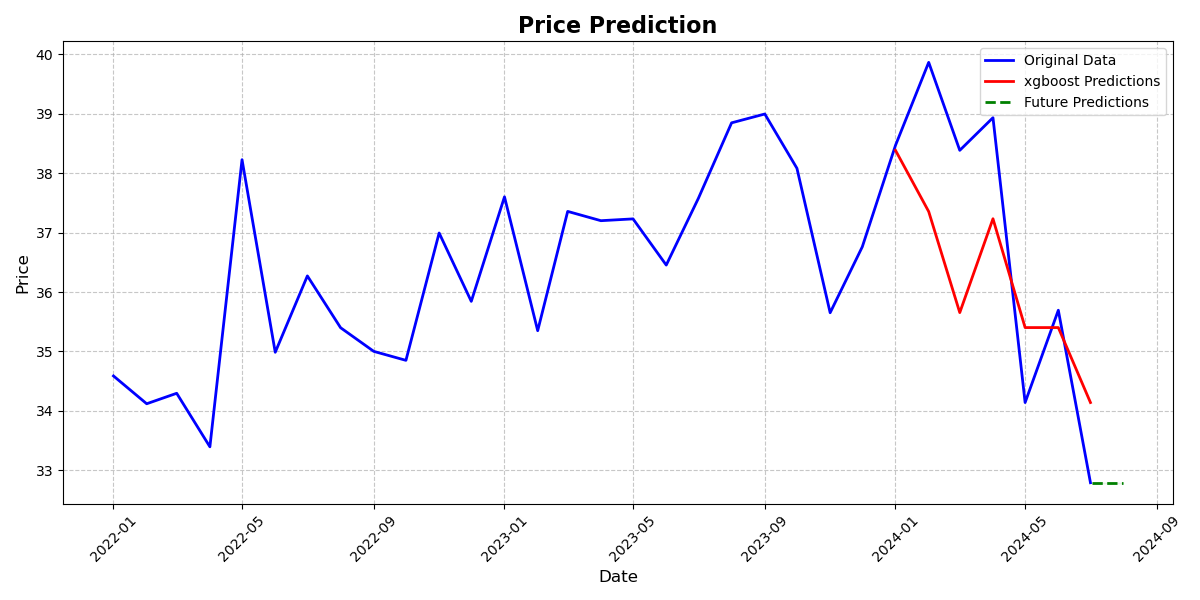 Price Prediction
Original Data
xgboost Predictions
Future Predictions
Price
40
39
38
37
36
35
34
33
2022-01
2022-05
2022-09
2023-01
2023-05
2023-09
2024-01
2024-05
2024-09
Date